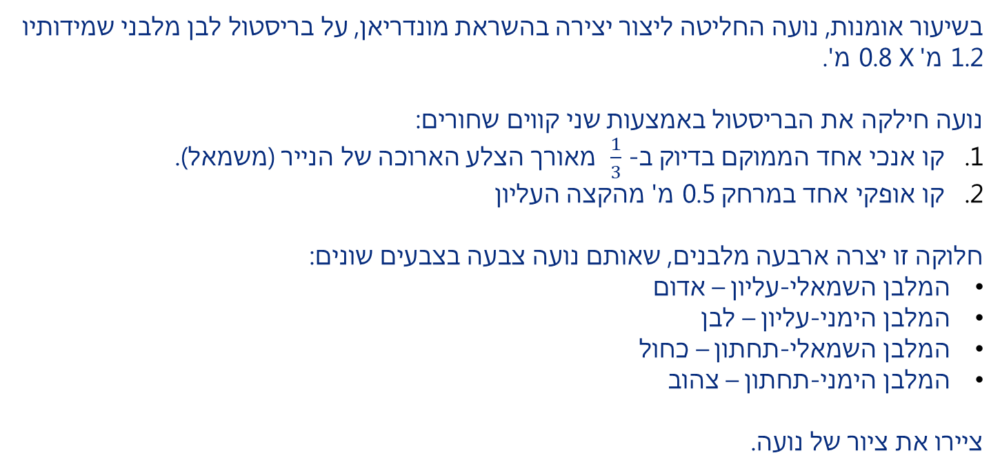 בשיעור אומנות, נועה החליטה ליצור יצירה בהשראת מונדריאן, על בריסטול לבן מלבני שמידותיו
1.2 מ' X 0.8 מ'.
נועה חילקה את הבריסטול באמצעות שני קווים שחורים:
1. קו אנכי אחד הממוקם בדיוק ב- 1/3 מאורך הצלע הארוכה של הנייר (משמאל).
2. קו אופקי אחד במרחק 0.5 מ' מהקצה העליון
חלוקה זו יצרה ארבעה מלבנים, שאותם נועה צבעה בצבעים שונים:
• המלבן השמאלי-עליון – אדום
• המלבן הימני-עליון – לבן
• המלבן השמאלי-תחתון – כחול
• המלבן הימני-תחתון – צהוב
ציירו את ציור של נועה.